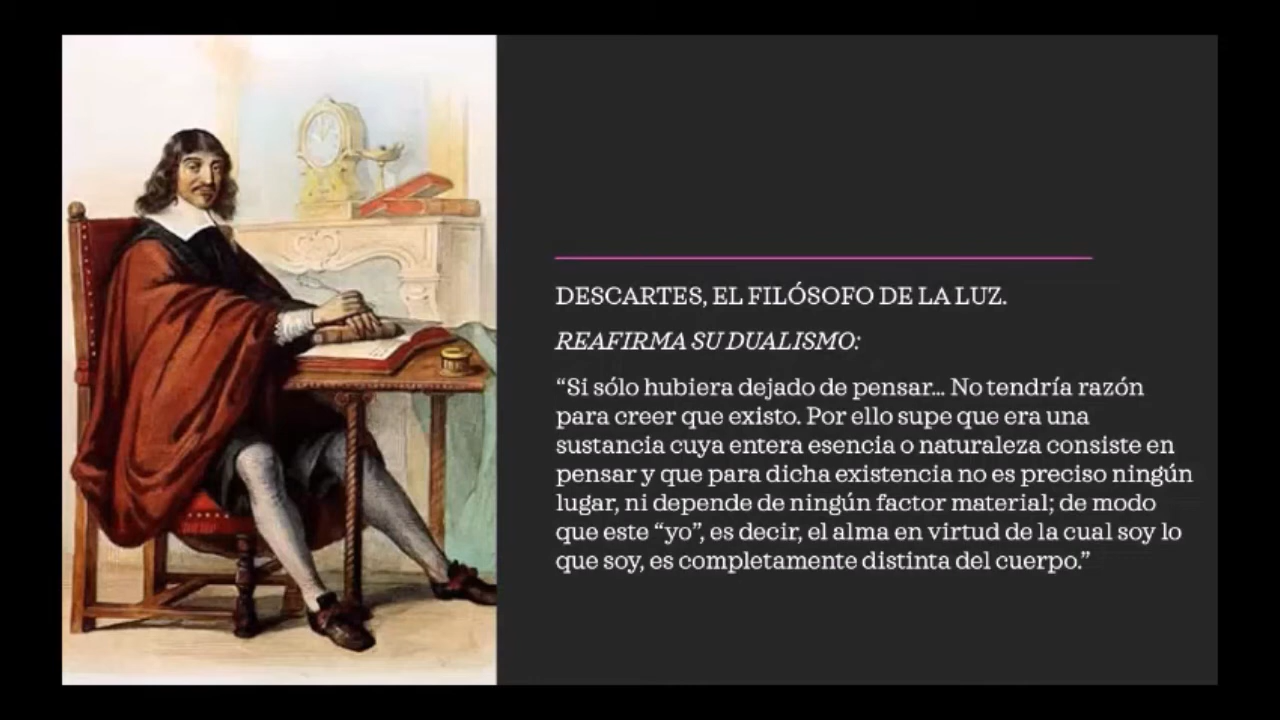 DESCARTES, EL FILÓSOFO DE LA LUZ.
REAFIRMA SU DUALISMO:
“Si sólo hubiera dejado de pensar... No tendría razón
para creer que existo. Por ello supe que era una
sustancia cuya entera esencia o naturaleza consiste en
pensar y que para dicha existencia no es preciso ningún
lugar, ni depende de ningún factor material; de modo
que este “yo”, es decir, el alma en virtud de la cual soy lo
que soy, es completamente distinta del cuerpo.”